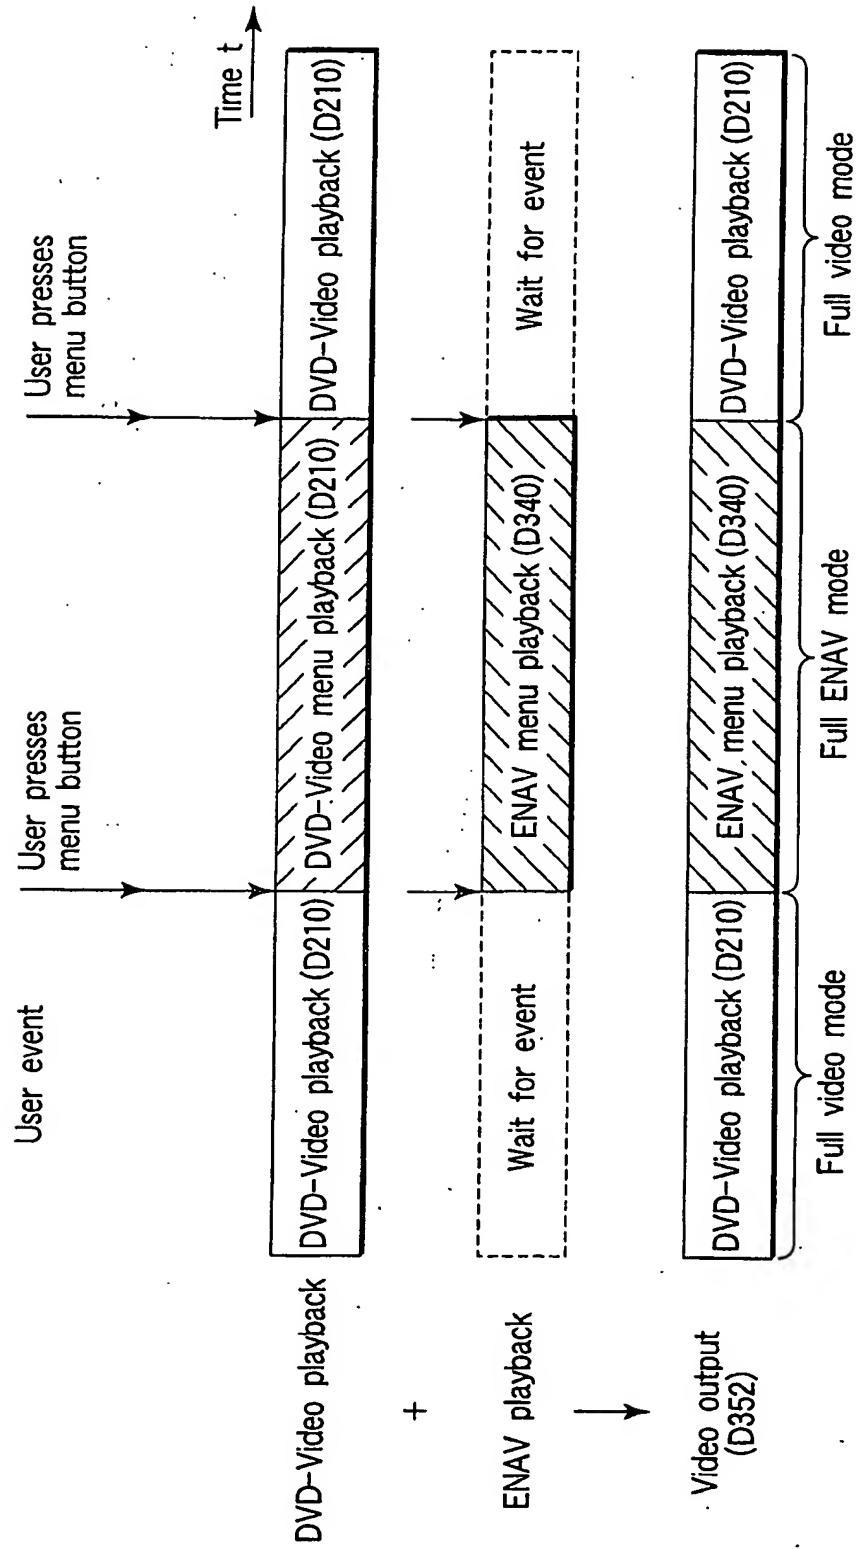 User event
User presses
menu button
User presses
menu button
Time t
DVD-Video playback
DVD-Video playback (D210)
DVD-Video menu playback (D210)
DVD-Video playback (D210)
+
ENAV playback
Wait for event
ENAV menu playback (D340)
Wait for event
Video output
(D352)
DVD-Video playback (D210)
ENAV menu playback (D340)
DVD-Video playback (D210)
Full video mode
Full ENAV mode
Full video mode